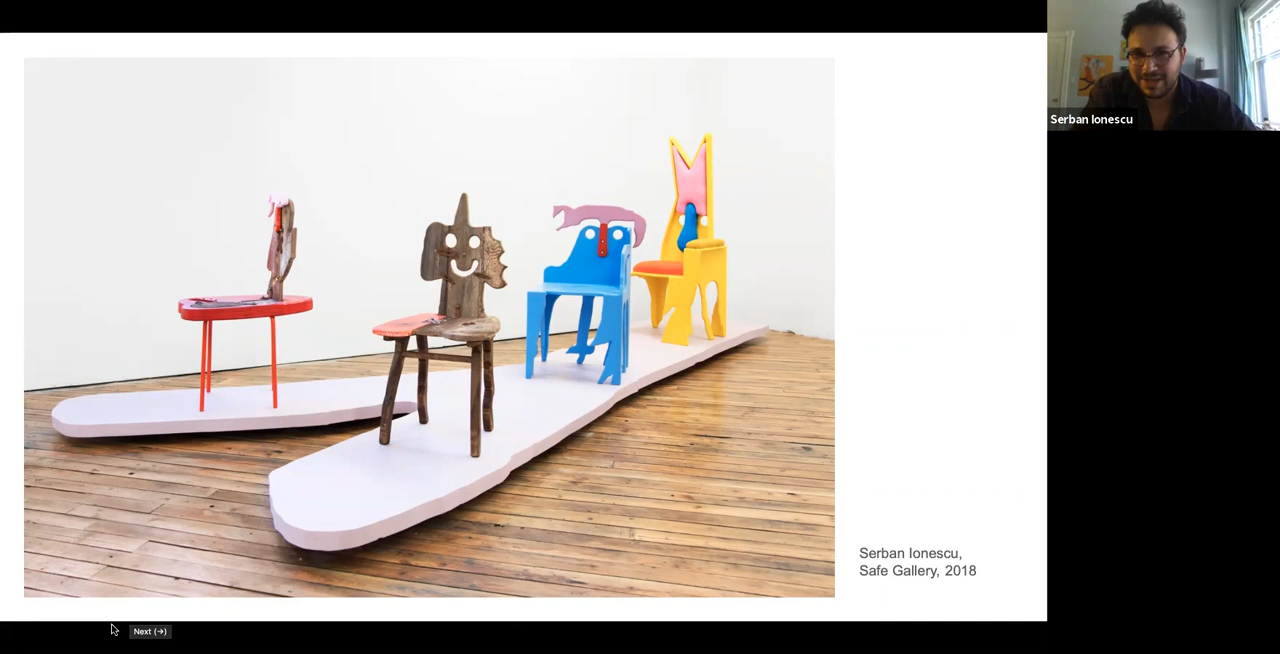 Serban Ionescu
Serban Ionescu,
Safe Gallery, 2018
Next (→)